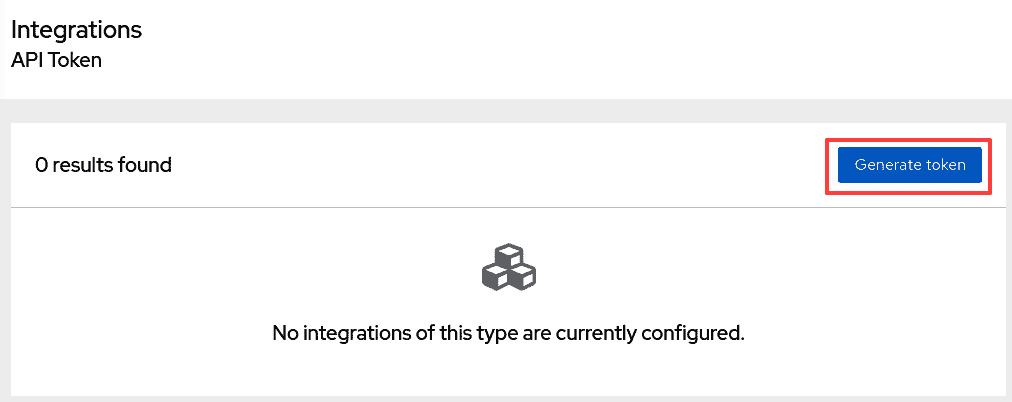 Integrations
API Token
0 results found
Generate token
No integrations of this type are currently configured.